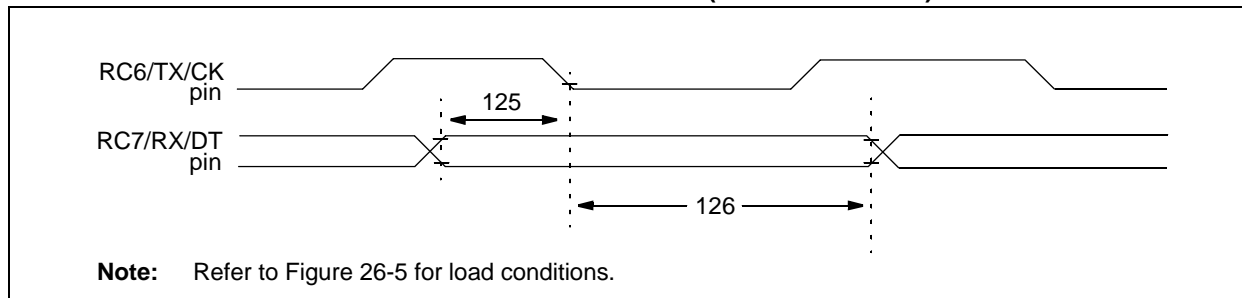 RC6/TX/CK
pin
125
RC7/RX/DT
pin
126
Note: Refer to Figure 26-5 for load conditions.